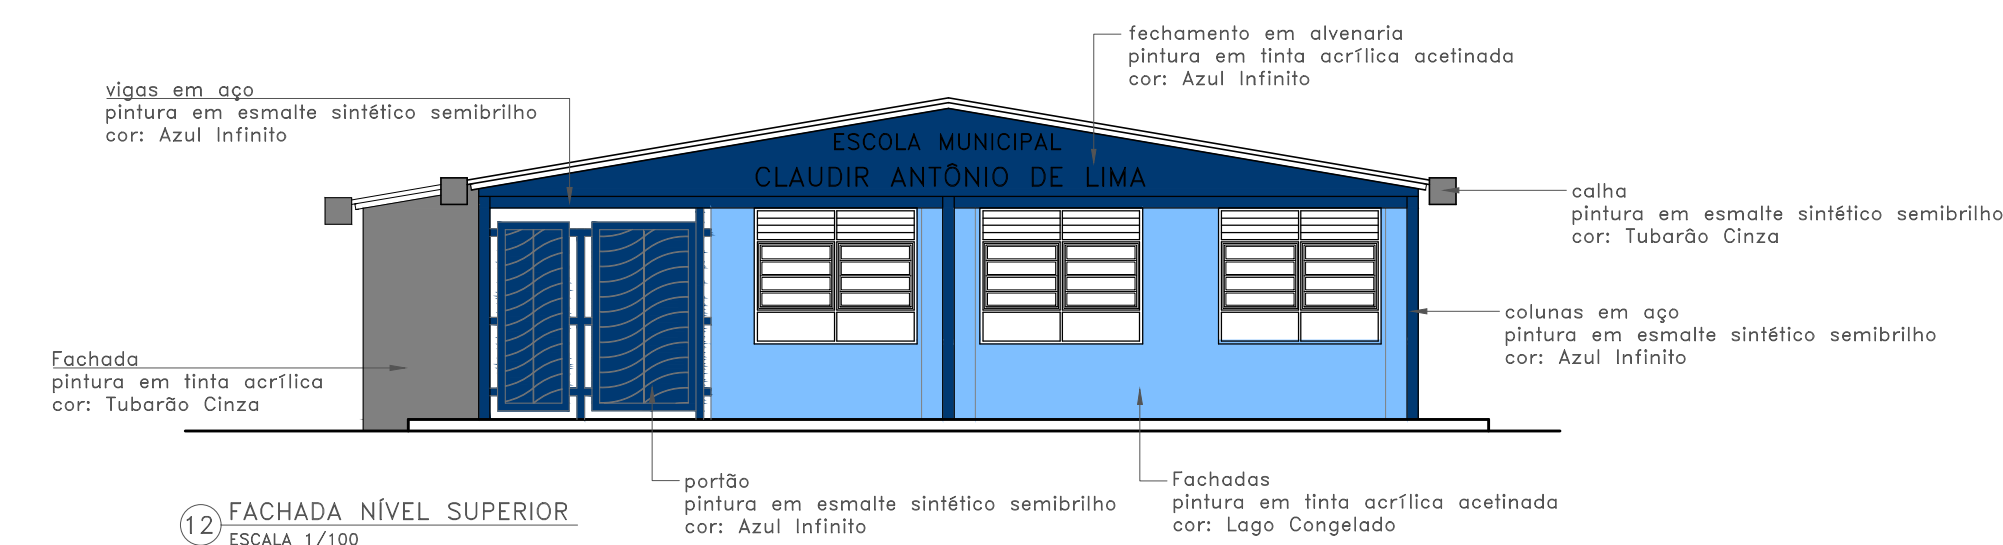 fechamento em alvenaria
pintura em tinta acrílica acetinada
cor: Azul Infinito
vigas em aço
pintura em esmalte sintético semibrilho
cor: Azul Infinito
ESCOLA MUNICIPAL
CLAUDIR ANTÔNIO DE LIMA
calha
pintura em esmalte sintético semibrilho
cor: Tubarão Cinza
colunas em aço
pintura em esmalte sintético semibrilho
cor: Azul Infinito
Fachada
pintura em tinta acrílica
cor: Tubarão Cinza
portão
pintura em esmalte sintético semibrilho
cor: Azul Infinito
Fachadas
pintura em tinta acrílica acetinada
cor: Lago Congelado
12 FACHADA NÍVEL SUPERIOR
ESCALA 1/100